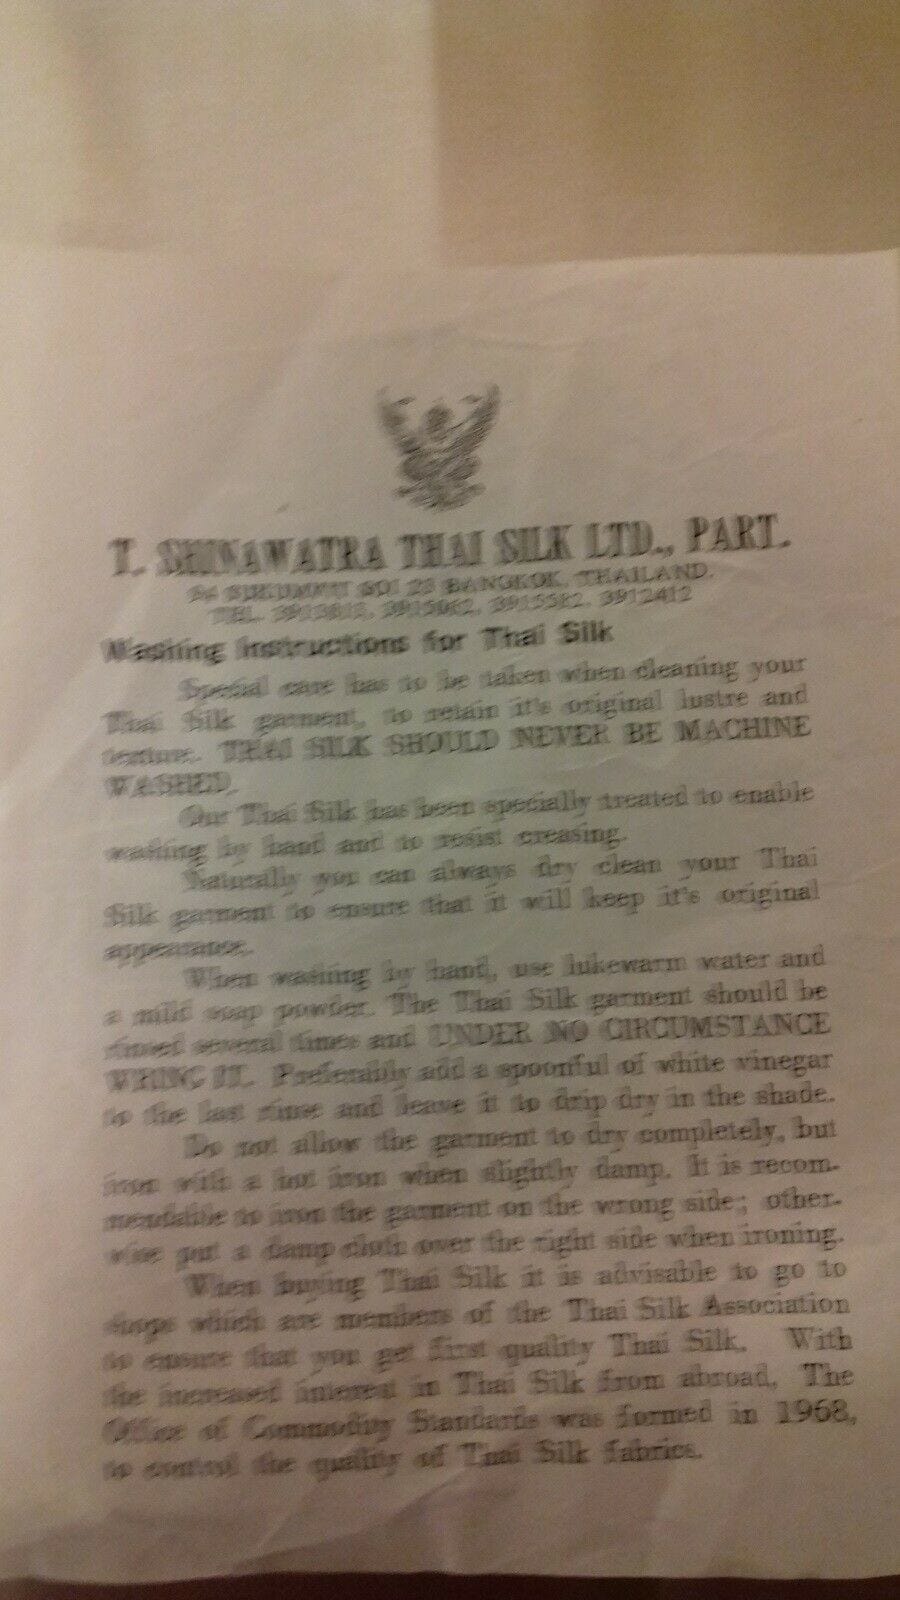 T. SHINAWATRA THAI SILK LTD., PART.
94 SUKUMVIT SOI 23 BANGKOK, THAILAND.
TEL. 3915082, 3915582, 3912412
Washing Instructions for Thai Silk
Special care has to be taken when cleaning your
Thai Silk garment, to retain it's original lustre and
texture. THAI SILK SHOULD NEVER BE MACHINE
WASHED.
Our Thai Silk has been specially treated to enable
washing by hand and to resist creasing.
Naturally you can always dry clean your Thai
Silk garment to ensure that it will keep it's original
appearance.
When washing by hand, use lukewarm water and
a mild soap powder. The Thai Silk garment should be
rinsed several times and UNDER NO CIRCUMSTANCE
WRING IT. Preferably add a spoonful of white vinegar
to the last rinse and leave it to drip dry in the shade.
Do not allow the garment to dry completely, but
iron with a hot iron when slightly damp. It is recom-
mendable to iron the garment on the wrong side; other-
wise put a damp cloth over the right side when ironing.
When buying Thai Silk it is advisable to go to
shops which are members of the Thai Silk Association
to ensure that you get first quality Thai Silk. With
the increased interest in Thai Silk from abroad, The
Office of Commodity Standards was formed in 1968,
to control the quality of Thai Silk fabrics.